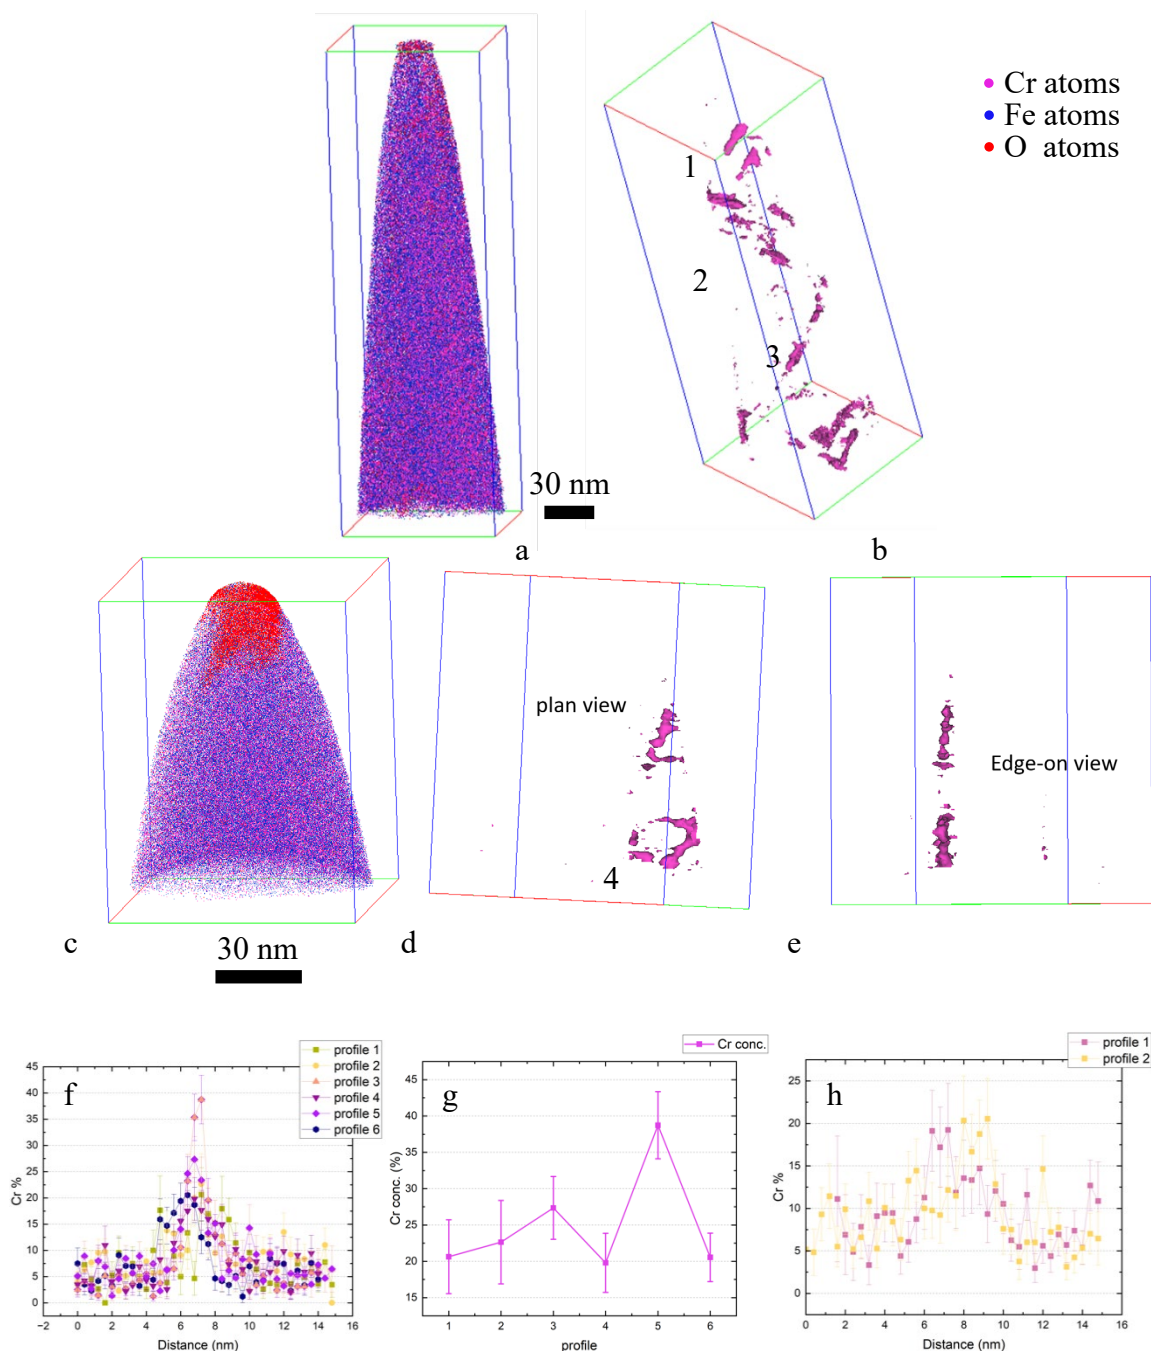 Cr atoms
Fe atoms
O atoms
1
2
3
30 nm
a
b
plan view
Edge-on view
4
c
d
e
30 nm
profile 1
profile 2
profile 3
profile 4
profile 5
profile 6
f
45
40
35
30
25
20
15
10
5
0
Cr %
−2 0 2 4 6 8 10 12 14 16
Distance (nm)
Cr conc.
g
45
40
35
30
25
20
15
Cr conc. (%)
1 2 3 4 5 6
profile
profile 1
profile 2
h
25
20
15
10
5
0
Cr %
0 2 4 6 8 10 12 14 16
Distance (nm)